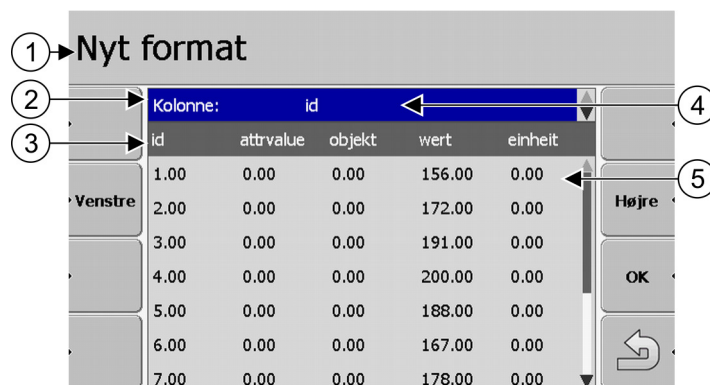 1 Nyt format
2 Kolonne: id 4
3 id attrvalue objekt wert einheit
1.00 0.00 0.00 156.00 0.00 5
Venstre
2.00 0.00 0.00 172.00 0.00
Højre
3.00 0.00 0.00 191.00 0.00
4.00 0.00 0.00 200.00 0.00
OK
5.00 0.00 0.00 188.00 0.00
6.00 0.00 0.00 167.00 0.00
7.00 0.00 0.00 178.00 0.00